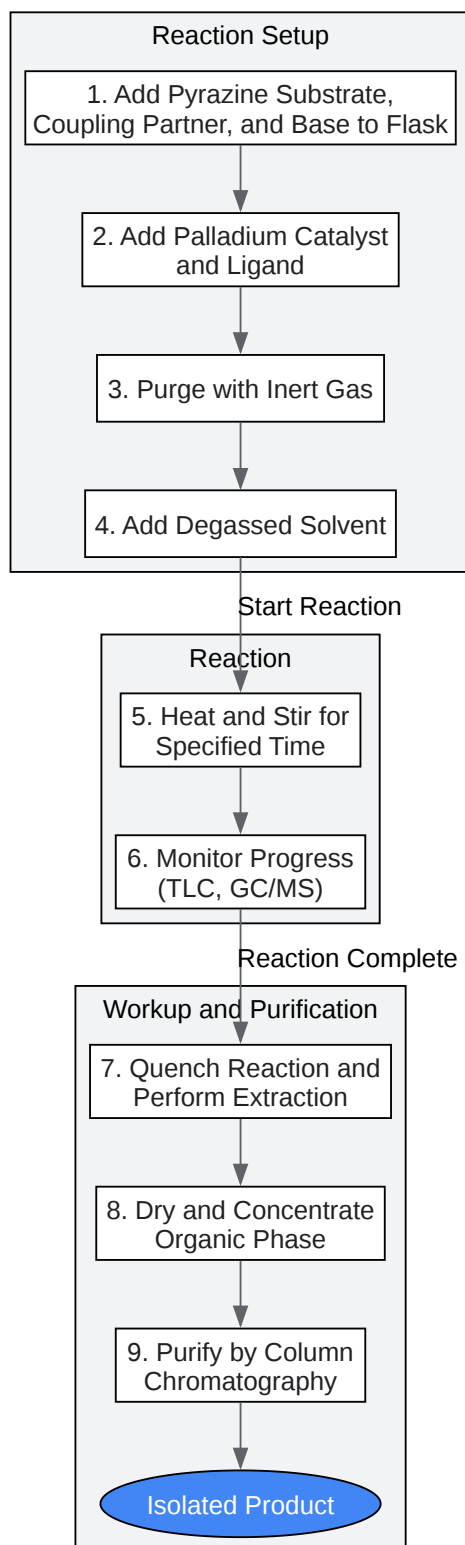 Reaction Setup
1. Add Pyrazine Substrate,
Coupling Partner, and Base to Flask
2. Add Palladium Catalyst
and Ligand
3. Purge with Inert Gas
4. Add Degassed Solvent
Start Reaction
Reaction
5. Heat and Stir for
Specified Time
6. Monitor Progress
(TLC, GC/MS)
Reaction Complete
Workup and Purification
7. Quench Reaction and
Perform Extraction
8. Dry and Concentrate
Organic Phase
9. Purify by Column
Chromatography
Isolated Product